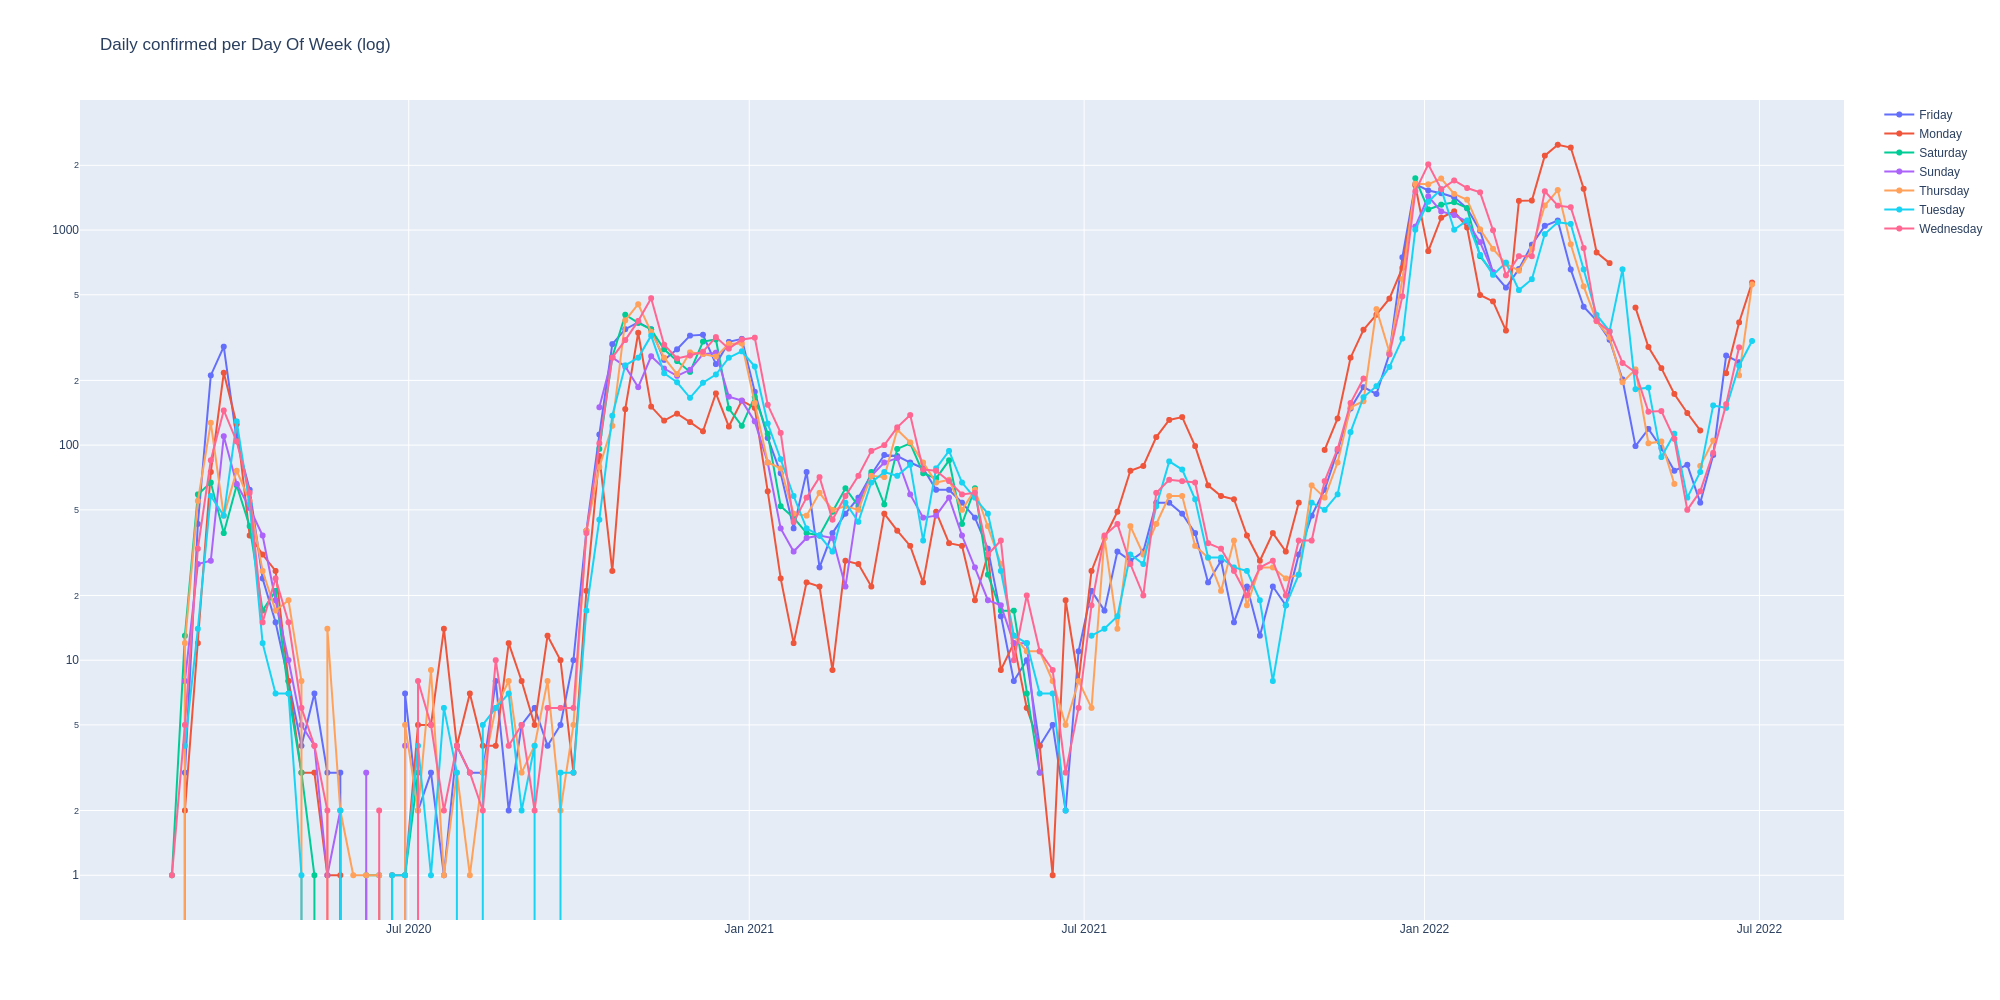 Daily confirmed per Day Of Week (log)
Friday
Monday
Saturday
Sunday
Thursday
Tuesday
Wednesday
2
1000
5
2
100
5
2
10
5
2
1
Jul 2020
Jan 2021
Jul 2021
Jan 2022
Jul 2022